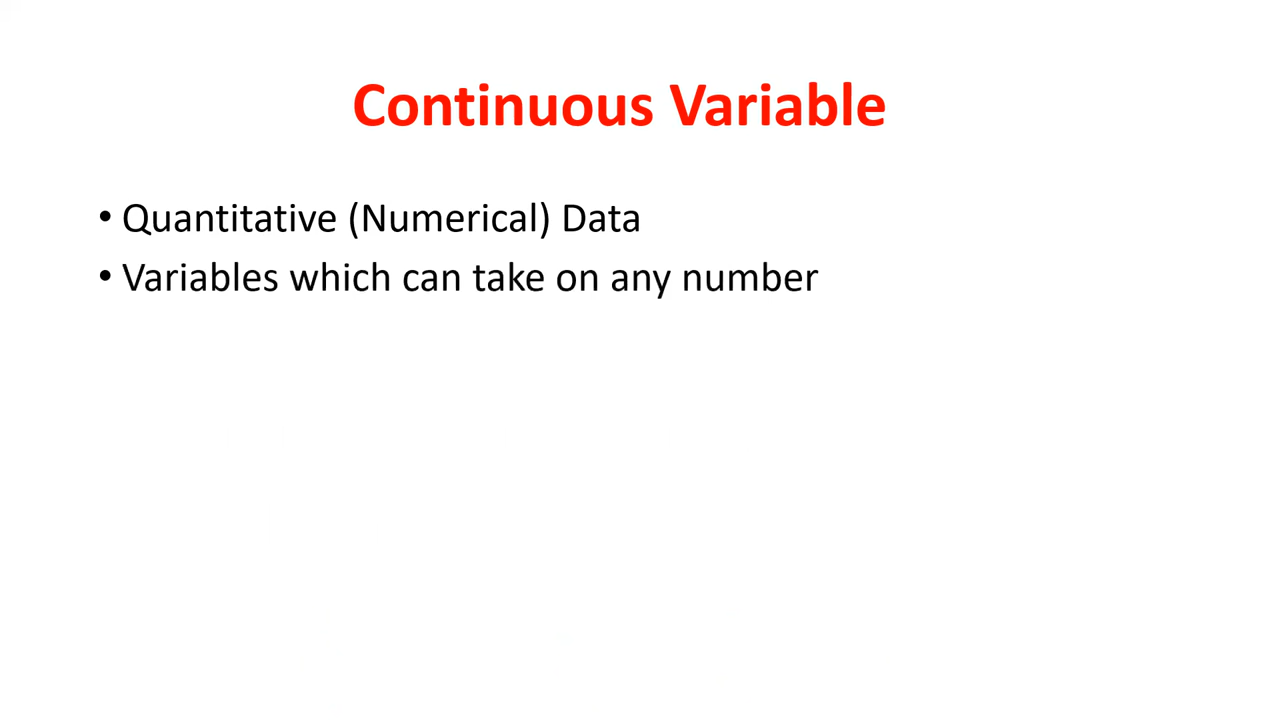 Continuous Variable
• Quantitative (Numerical) Data
• Variables which can take on any number